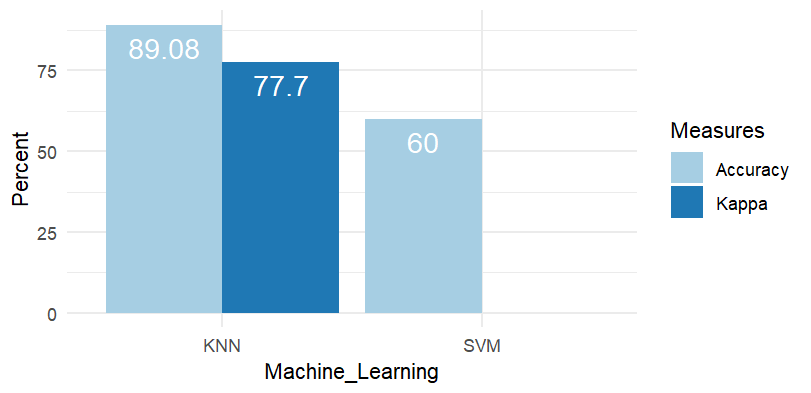 89.08
77.7
60
75
50
25
0
Percent
KNN
SVM
Machine_Learning
Measures
Accuracy
Kappa